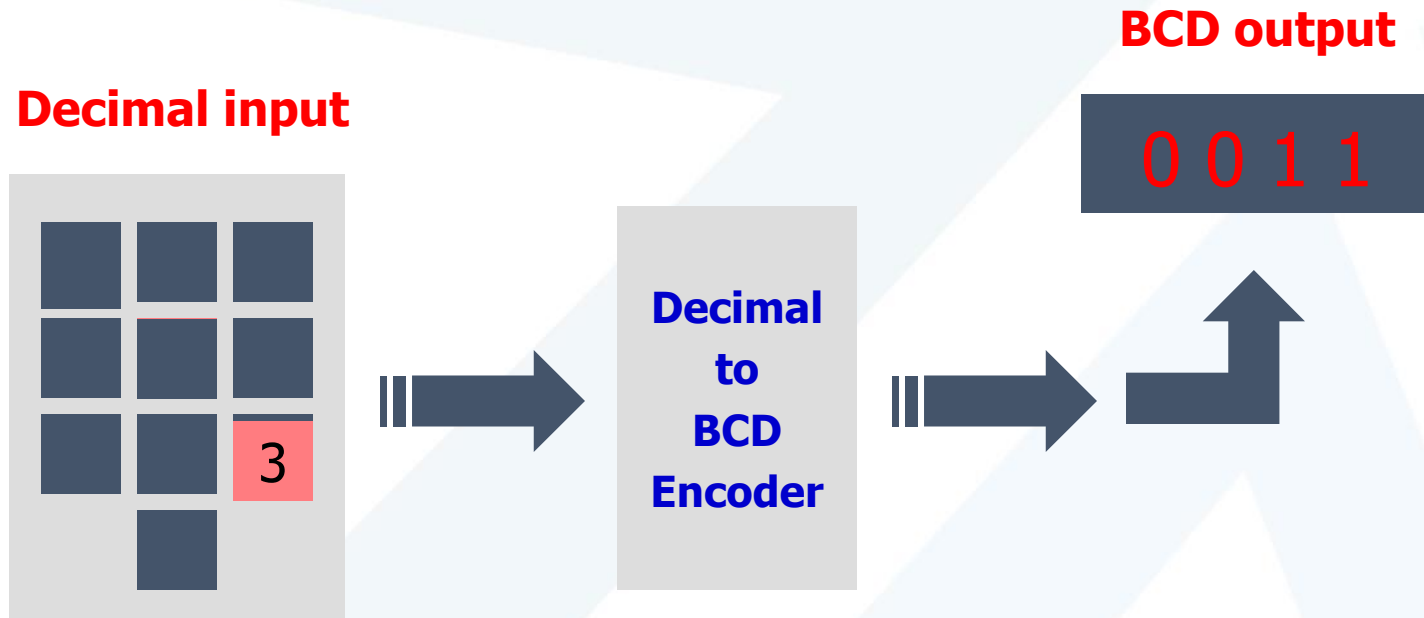 BCD output
Decimal input
0 0 1 1
Decimal
to
BCD
Encoder
3